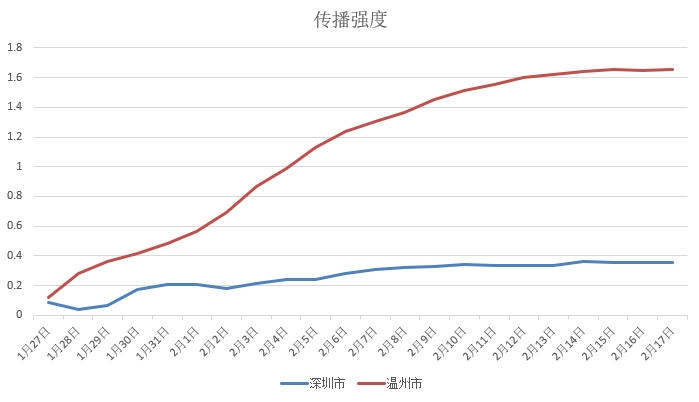 传播强度
1.8
1.6
1.4
1.2
1
0.8
0.6
0.4
0.2
0
1月27日
1月28日
1月29日
1月30日
1月31日
2月1日
2月2日
2月3日
2月4日
2月5日
2月6日
2月7日
2月8日
2月9日
2月10日
2月11日
2月12日
2月13日
2月14日
2月15日
2月16日
2月17日
深圳市 温州市